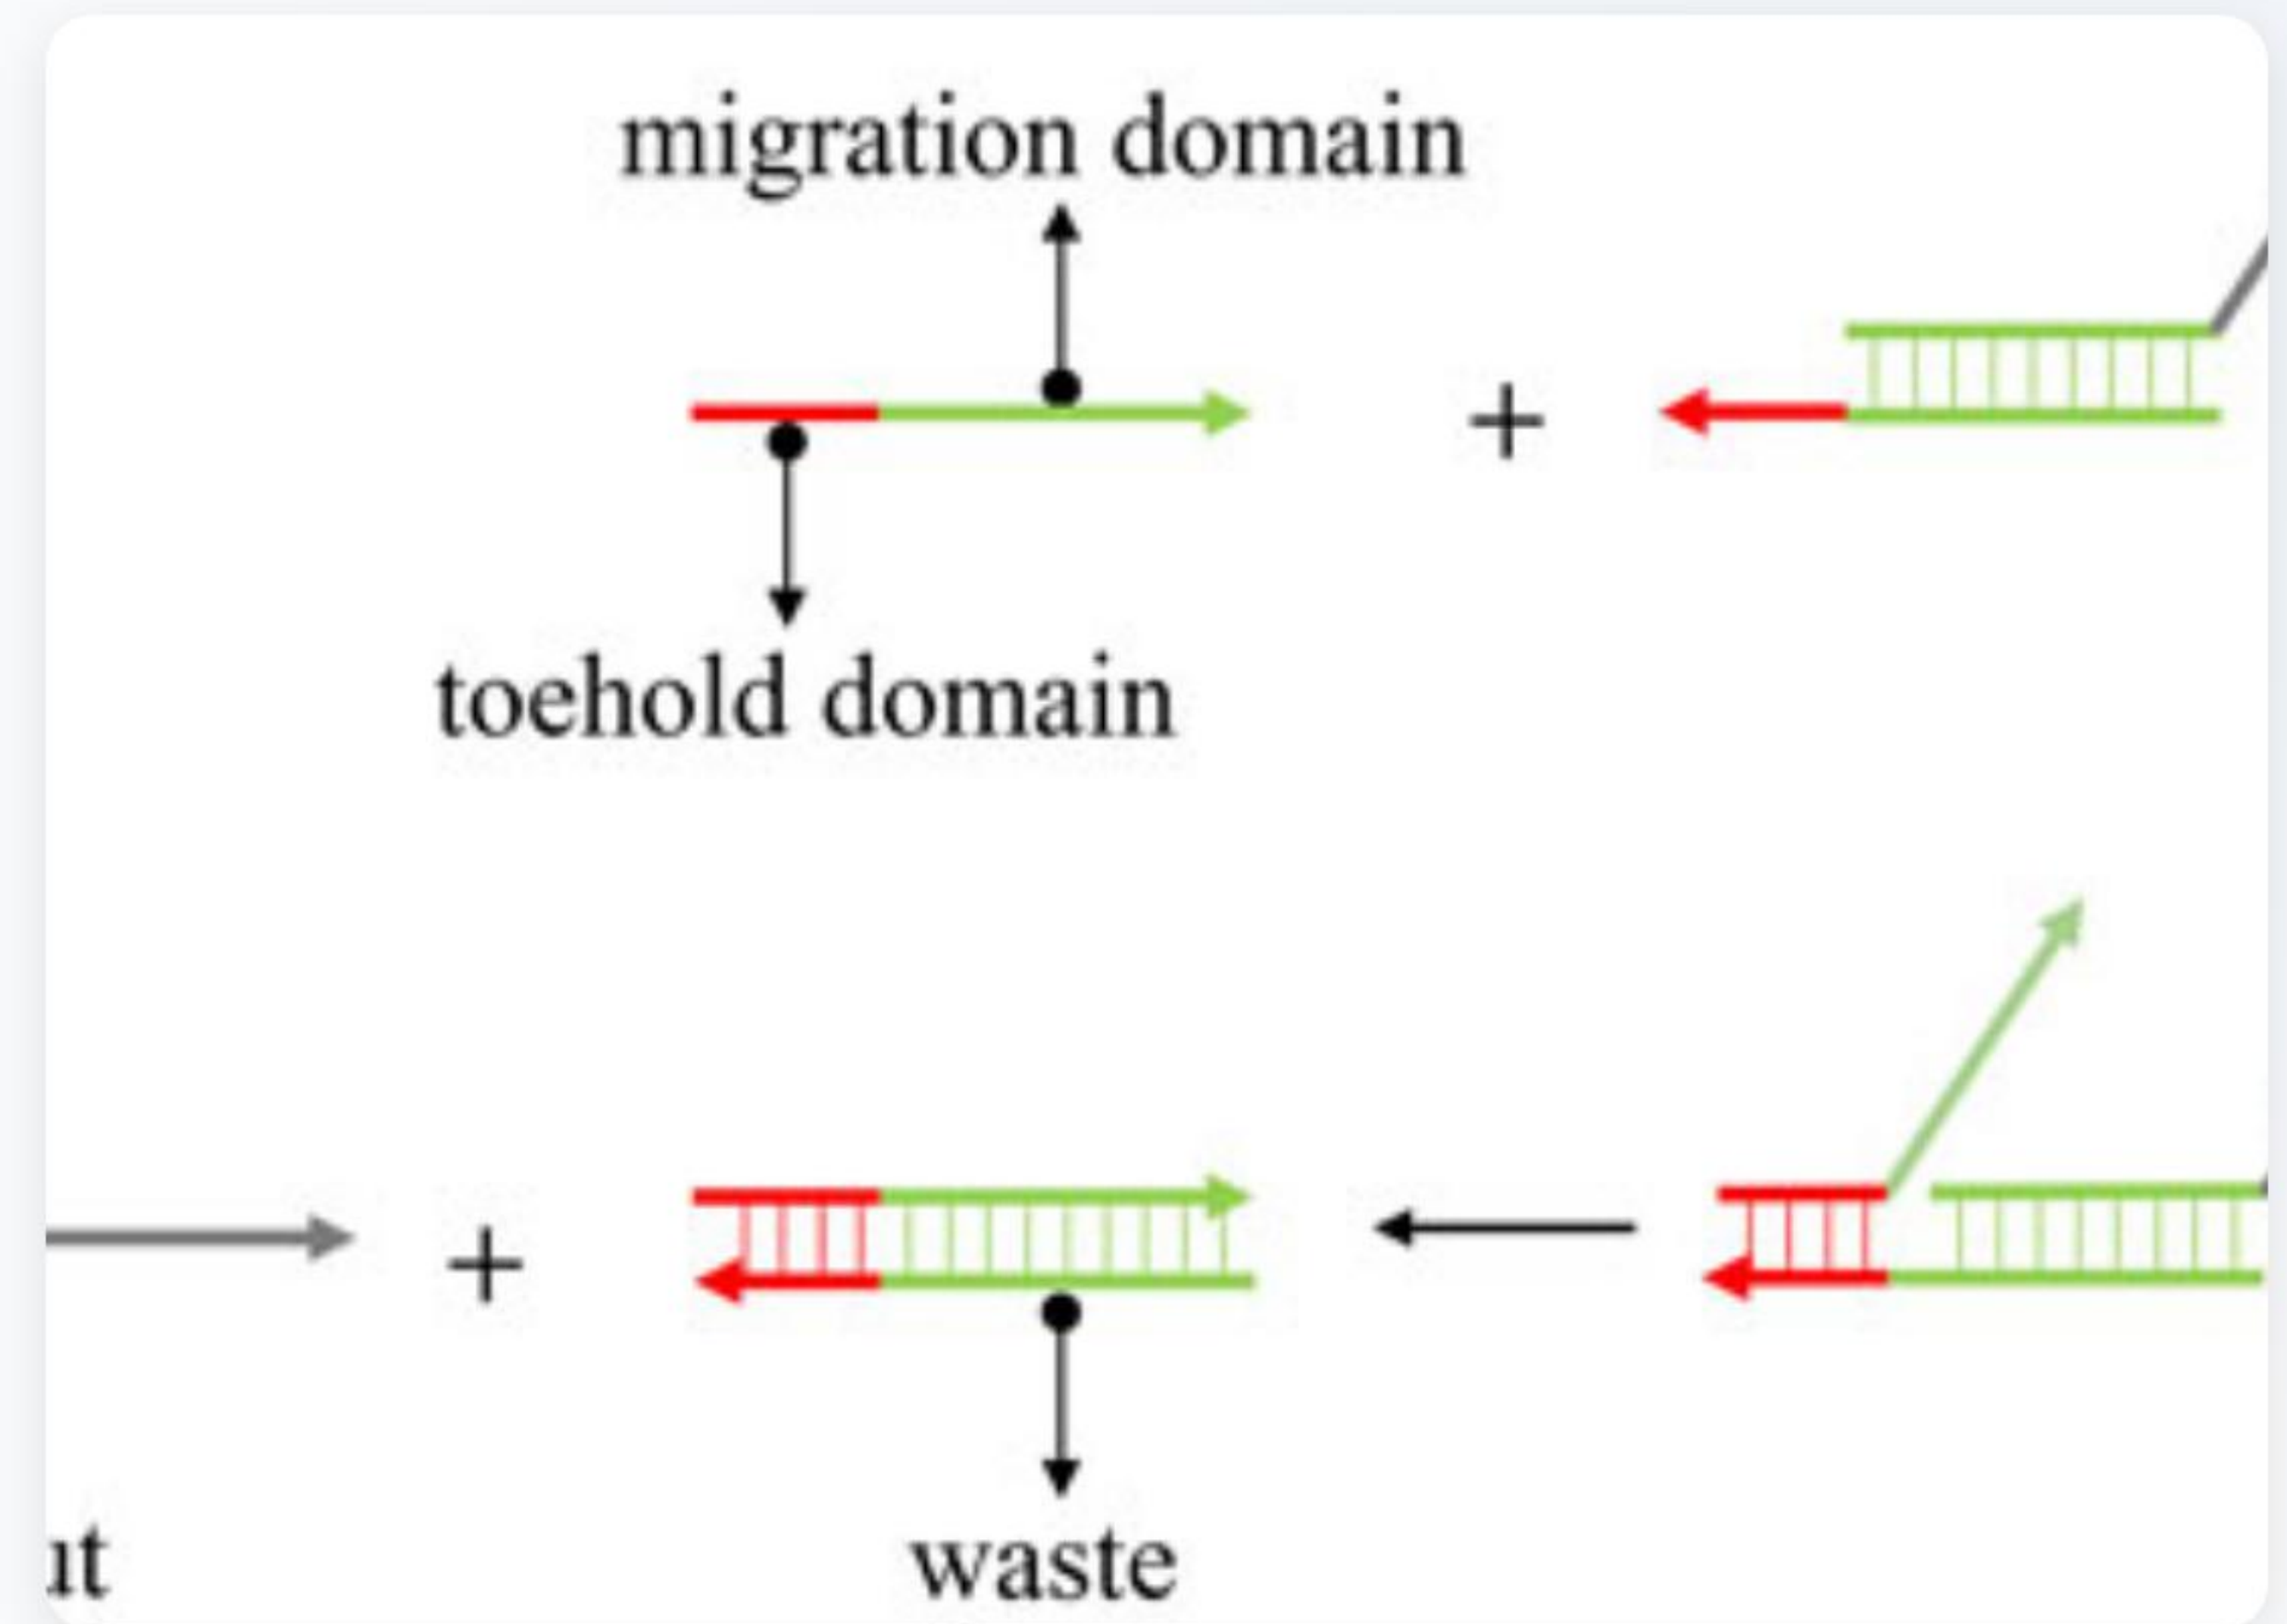 migration domain
+
toehold domain
+
waste